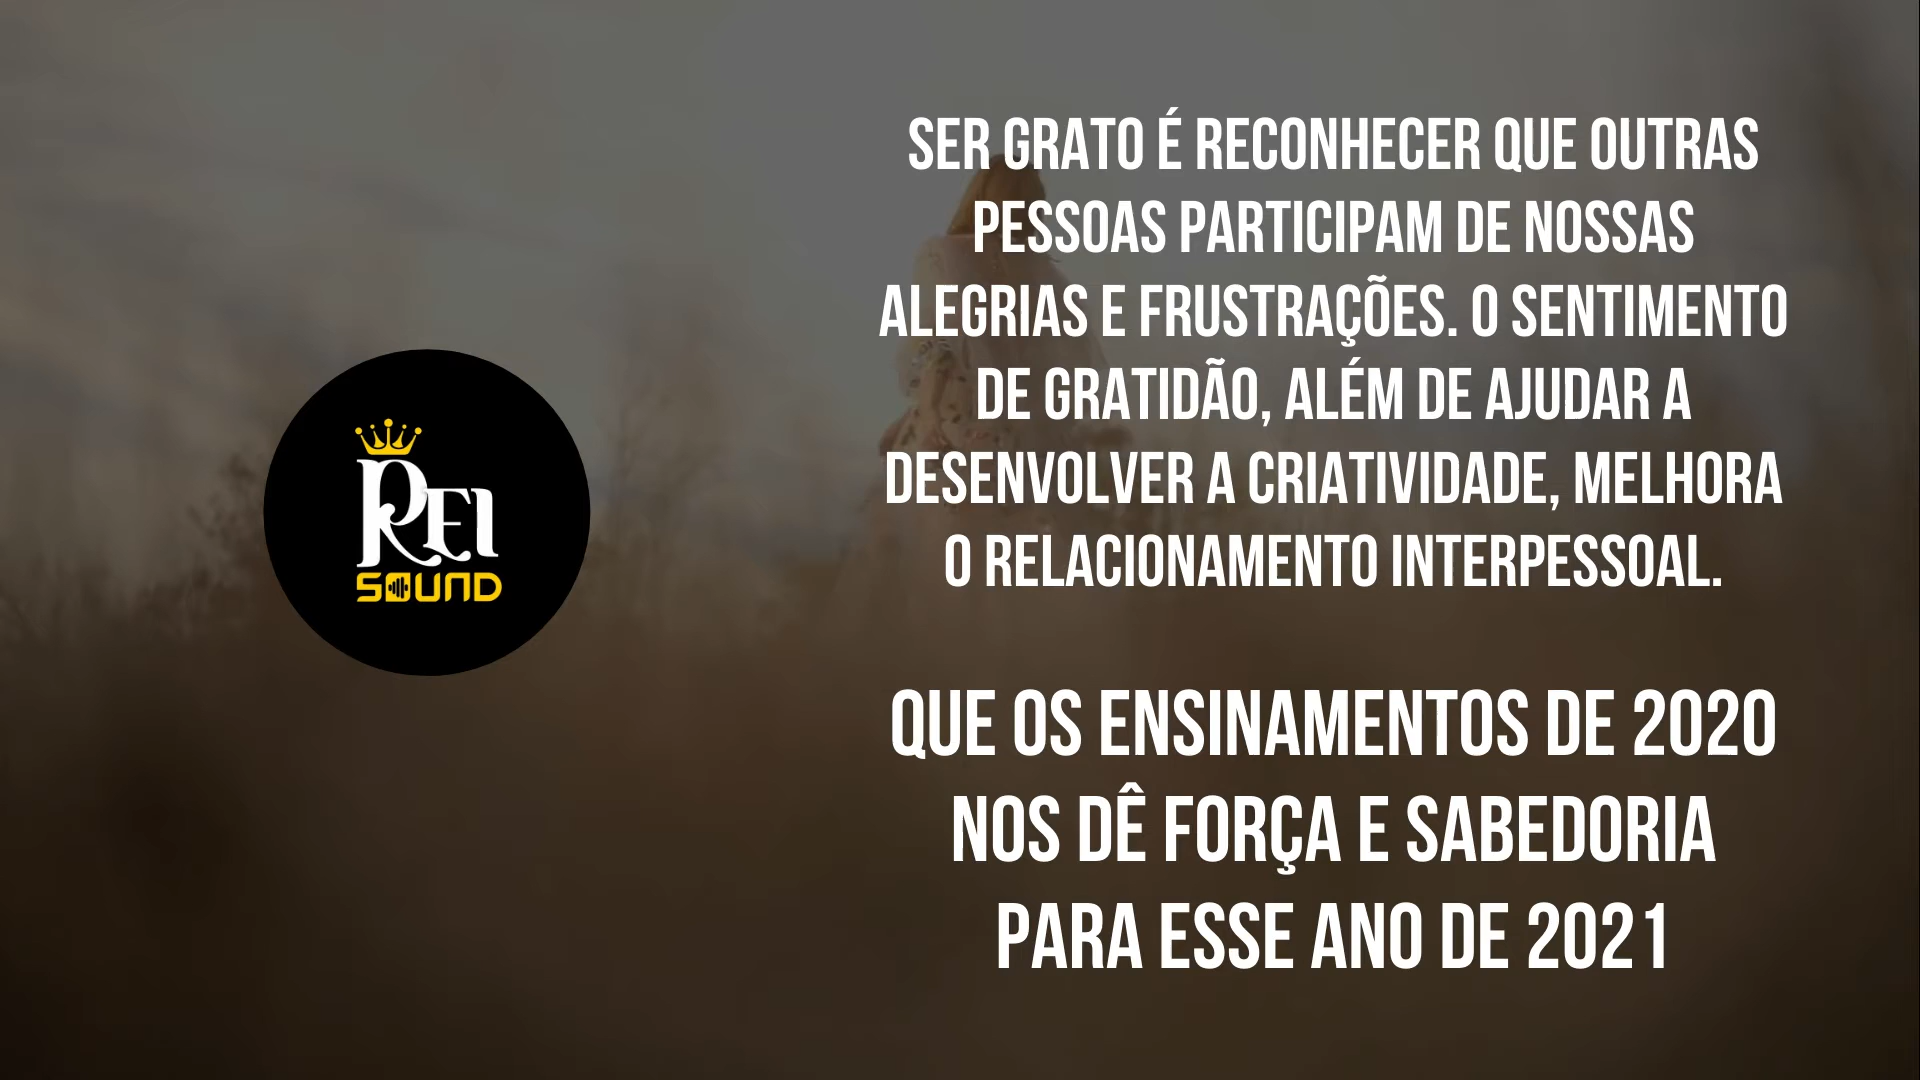 REI
SOUND
SER GRATO É RECONHECER QUE OUTRAS
PESSOAS PARTICIPAM DE NOSSAS
ALEGRIAS E FRUSTRAÇÕES. O SENTIMENTO
DE GRATIDÃO, ALÉM DE AJUDAR A
DESENVOLVER A CRIATIVIDADE, MELHORA
O RELACIONAMENTO INTERPESSOAL.
QUE OS ENSINAMENTOS DE 2020
NOS DÊ FORÇA E SABEDORIA
PARA ESSE ANO DE 2021